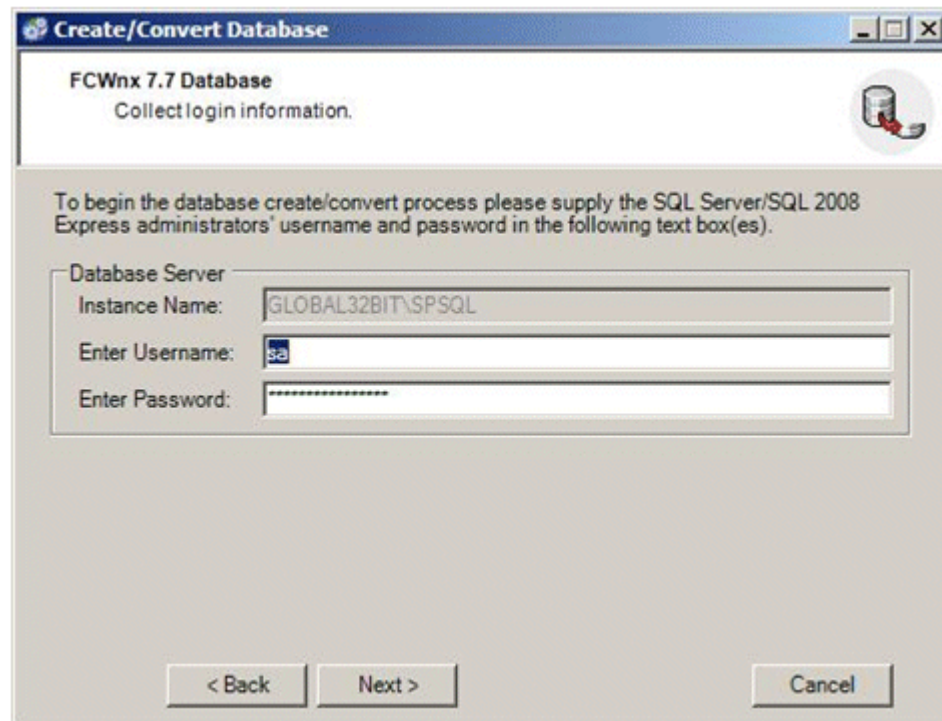 Create/Convert Database
FCWnx 7.7 Database
Collect login information.
To begin the database create/convert process please supply the SQL Server/SQL 2008
Express administrators' username and password in the following text box(es).
Database Server
Instance Name: GLOBAL32BIT\SPSQL
Enter Username: sa
Enter Password: ****************
< Back Next > Cancel